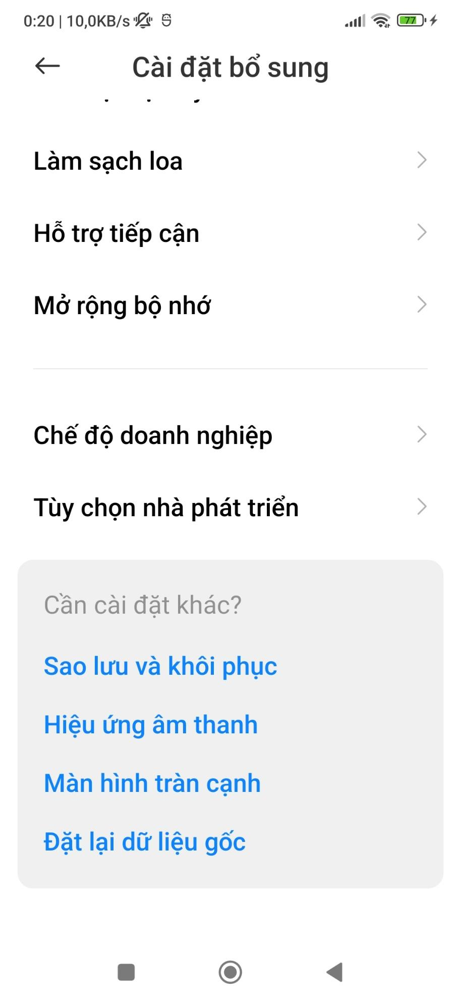 0:20 | 10,0KB/s
77
Cài đặt bổ sung
Làm sạch loa
Hỗ trợ tiếp cận
Mở rộng bộ nhớ
Chế độ doanh nghiệp
Tùy chọn nhà phát triển
Cần cài đặt khác?
Sao lưu và khôi phục
Hiệu ứng âm thanh
Màn hình tràn cạnh
Đặt lại dữ liệu gốc